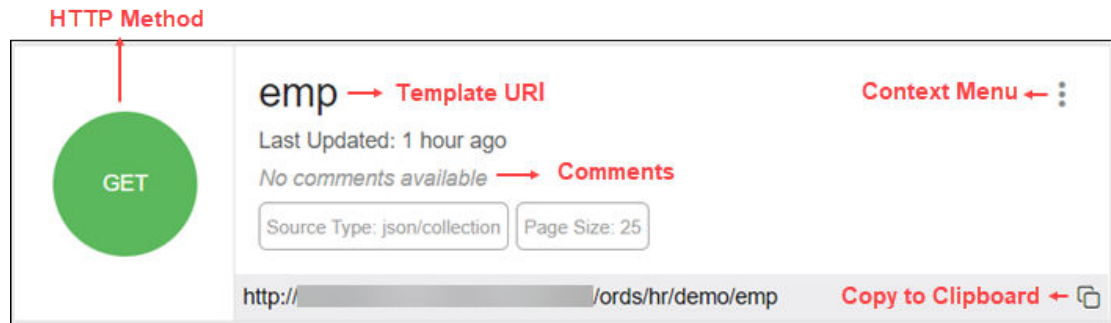 HTTP Method
emp Template URI Context Menu
Last Updated: 1 hour ago
GET
No comments available Comments
Source Type: json/collection Page Size: 25
http:// /ords/hr/demo/emp Copy to Clipboard